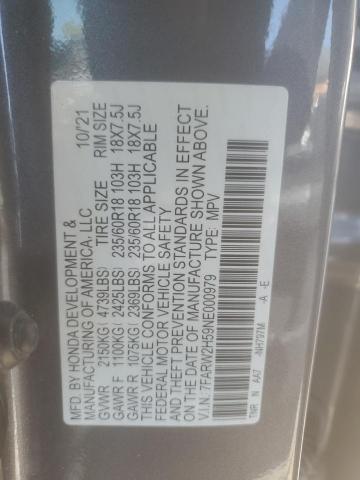 MFD. BY HONDA DEVELOPMENT &
MANUFACTURING OF AMERICA, LLC 10/21
GVWR 2150KG( 4739LBS) TIRE SIZE RIM SIZE
GAWR F 1100KG( 2425LBS) 235/60R18 103H 18X7.5J
GAWR R 1075KG( 2369LBS) 235/60R18 103H 18X7.5J
THIS VEHICLE CONFORMS TO ALL APPLICABLE
FEDERAL MOTOR VEHICLE SAFETY
AND THEFT PREVENTION STANDARDS IN EFFECT
ON THE DATE OF MANUFACTURE SHOWN ABOVE.
V.I.N. 7FARW2H59NE000979 TYPE: MPV
TNR N AA7 -NH797M -A -E